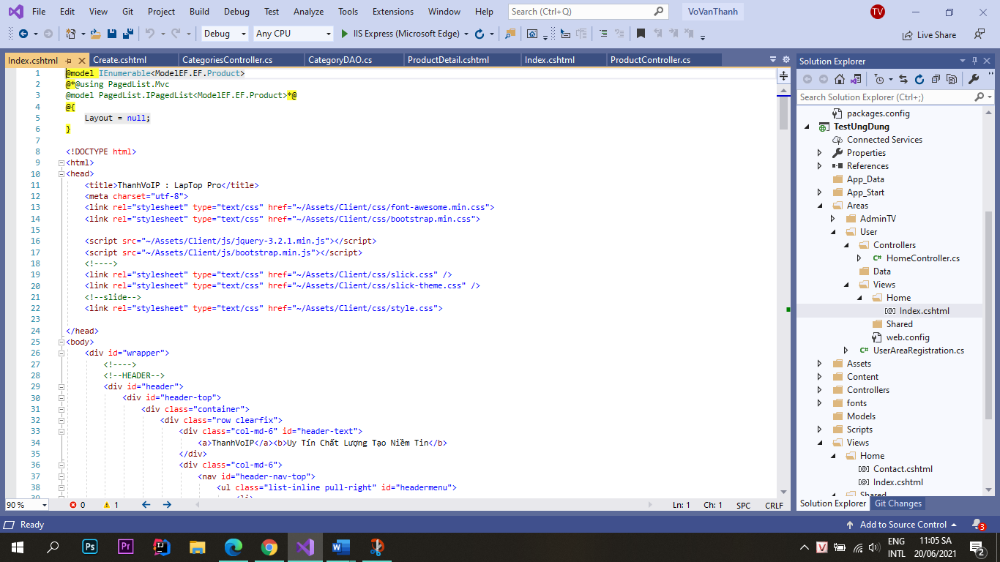 File Edit View Git Project Build Debug Test Analyze Tools Extensions Window Help Search (Ctrl+Q) VoVanThanh TV
Debug Any CPU IIS Express (Microsoft Edge) Live Share
Index.cshtml Create.cshtml CategoriesController.cs CategoryDAO.cs ProductDetail.cshtml Index.cshtml ProductController.cs
1 @model IEnumerable<ModelEF.EF.Product>
2 @*@using PagedList.Mvc
3 @model PagedList.IPagedList<ModelEF.EF.Product>*@
4 @{
5 Layout = null;
6 }
7
8 <!DOCTYPE html>
9 <html>
10 <head>
11 <title>ThanhVoIP : LapTop Pro</title>
12 <meta charset="utf-8">
13 <link rel="stylesheet" type="text/css" href="~/Assets/Client/css/font-awesome.min.css">
14 <link rel="stylesheet" type="text/css" href="~/Assets/Client/css/bootstrap.min.css">
15
16 <script src="~/Assets/Client/js/jquery-3.2.1.min.js"></script>
17 <script src="~/Assets/Client/js/bootstrap.min.js"></script>
18 <!---->
19 <link rel="stylesheet" type="text/css" href="~/Assets/Client/css/slick.css" />
20 <link rel="stylesheet" type="text/css" href="~/Assets/Client/css/slick-theme.css" />
21 <!--slide-->
22 <link rel="stylesheet" type="text/css" href="~/Assets/Client/css/style.css">
23
24 </head>
25 <body>
26 <div id="wrapper">
27 <!---->
28 <!--HEADER-->
29 <div id="header">
30 <div id="header-top">
31 <div class="container">
32 <div class="row clearfix">
33 <div class="col-md-6" id="header-text">
34 <a>ThanhVoIP</a><b>Uy Tín Chất Lượng Tạo Niềm Tin</b>
35 </div>
36 <div class="col-md-6">
37 <nav id="header-nav-top">
38 <ul class="list-inline pull-right" id="headermenu">
39 <li>
90 % 0 1 Ln: 1 Ch: 1 SPC CRLF
Solution Explorer
Search Solution Explorer (Ctrl+;)
packages.config
TestUngDung
Connected Services
Properties
References
App_Data
App_Start
Areas
AdminTV
User
Controllers
C# HomeController.cs
Data
Views
Home
[@] Index.cshtml
Shared
web.config
C# UserAreaRegistration.cs
Assets
Content
Controllers
fonts
Models
Scripts
Views
Home
[@] Contact.cshtml
[@] Index.cshtml
Shared
Solution Explorer Git Changes
Ready Add to Source Control 3
Ps Pr IJ W V ENG 11:05 SA
INTL 20/06/2021 2